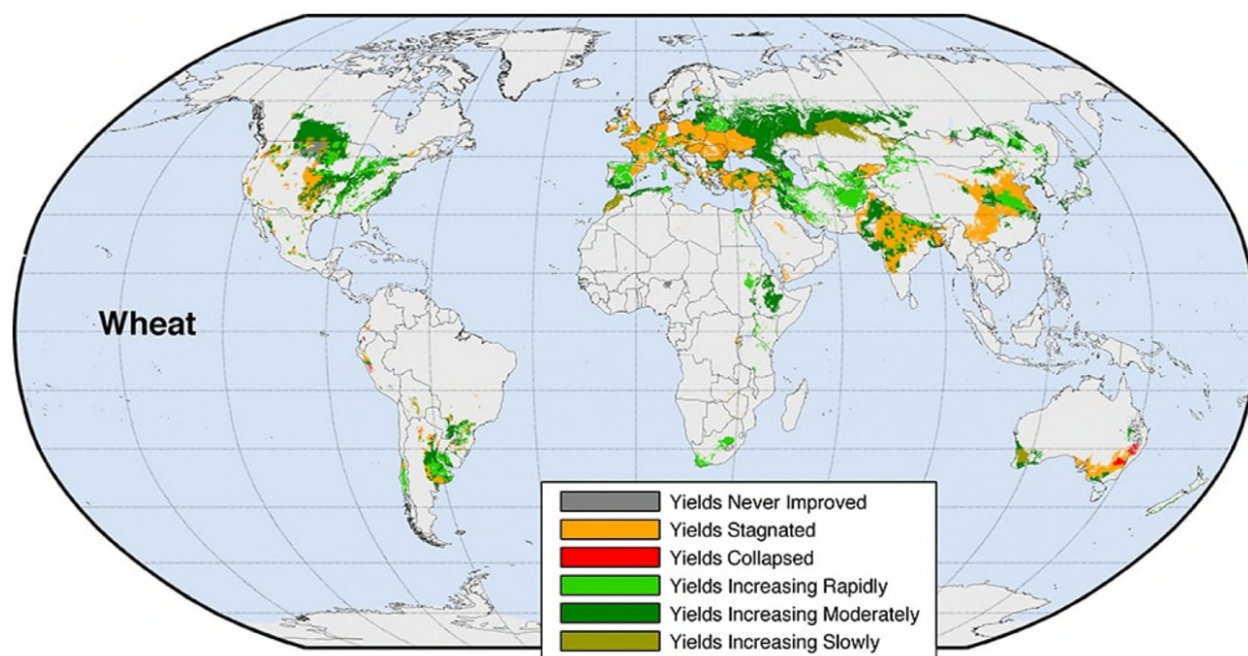 Wheat
Yields Never Improved
Yields Stagnated
Yields Collapsed
Yields Increasing Rapidly
Yields Increasing Moderately
Yields Increasing Slowly